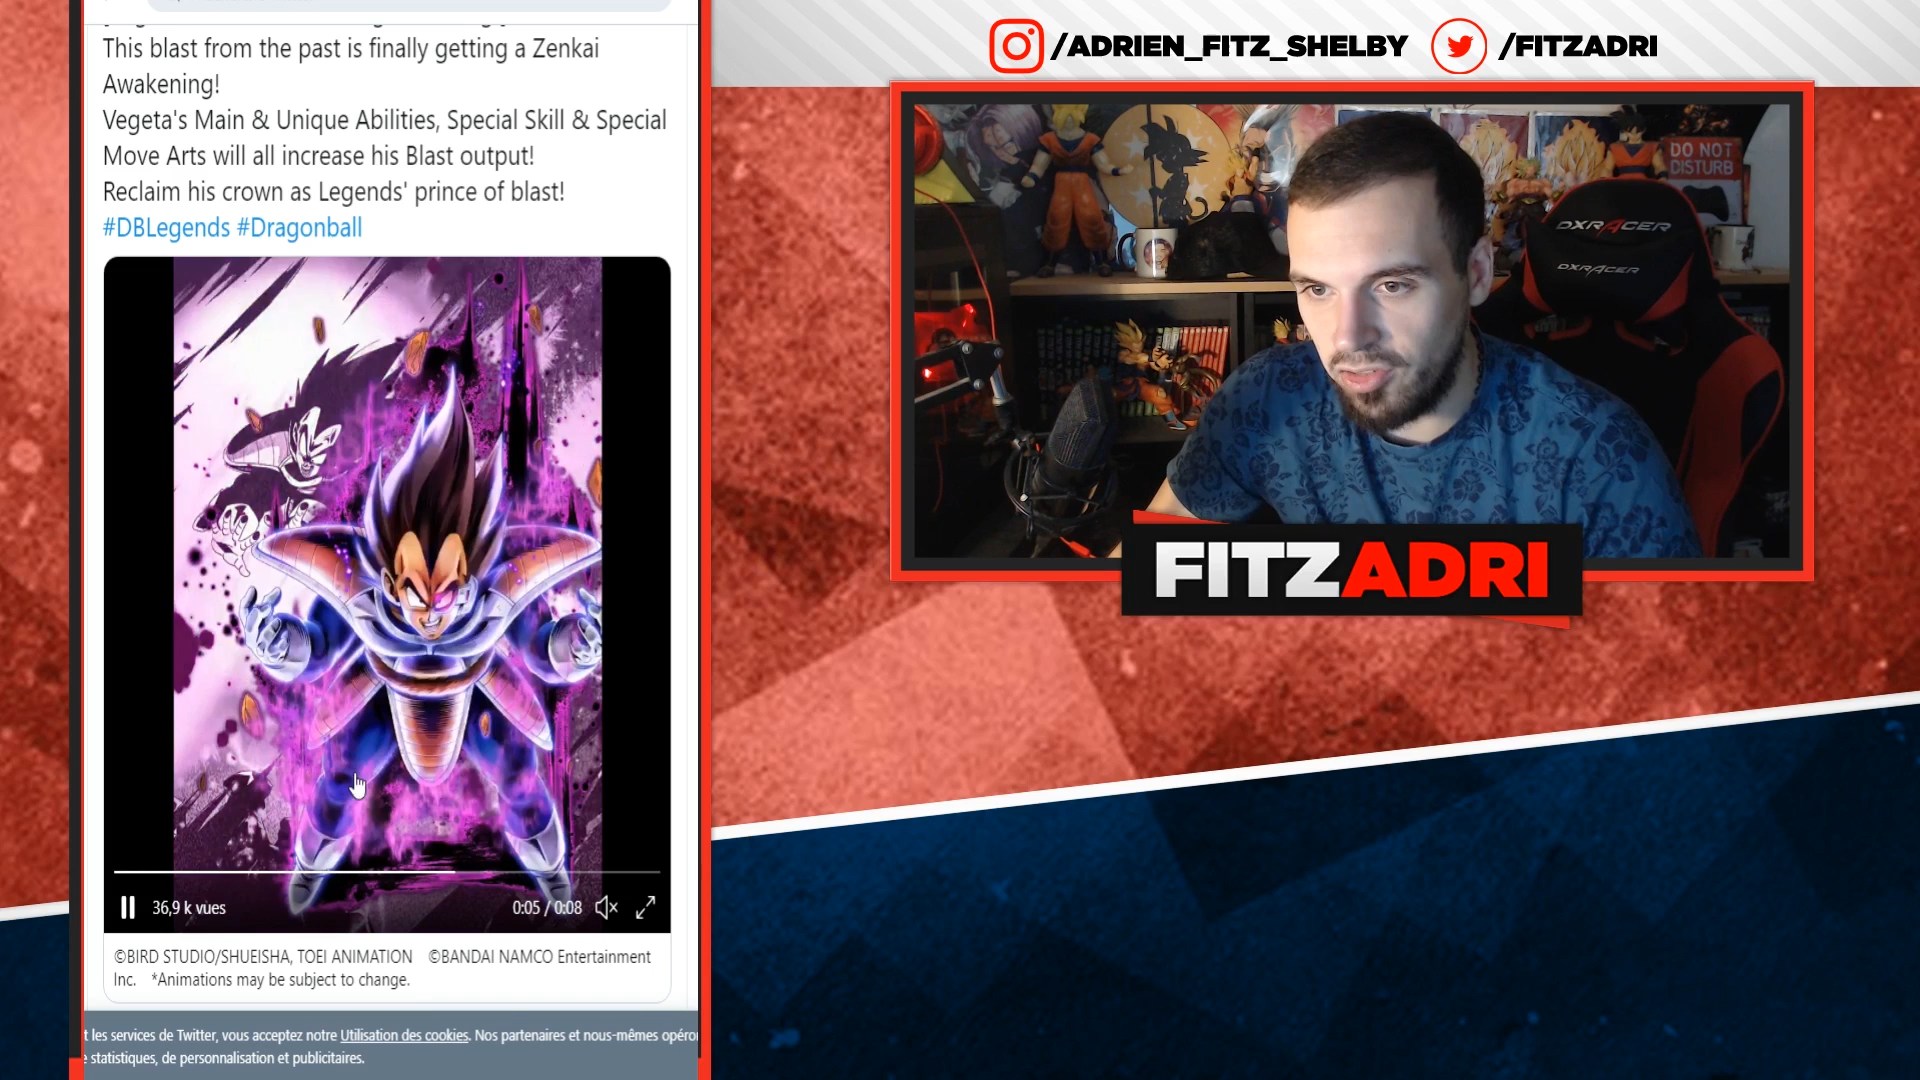 This blast from the past is finally getting a Zenkai
Awakening!
Vegeta's Main & Unique Abilities, Special Skill & Special
Move Arts will all increase his Blast output!
Reclaim his crown as Legends' prince of blast!
#DBLegends #Dragonball
36,9 k vues
0:05 / 0:08
©BIRD STUDIO/SHUEISHA, TOEI ANIMATION ©BANDAI NAMCO Entertainment
Inc. *Animations may be subject to change.
t les services de Twitter, vous acceptez notre Utilisation des cookies. Nos partenaires et nous-mêmes opéro
statistiques, de personnalisation et publicitaires.
/ADRIEN_FITZ_SHELBY /FITZADRI
DO NOT
DISTURB
DXRACER
DXRACER
FITZADRI